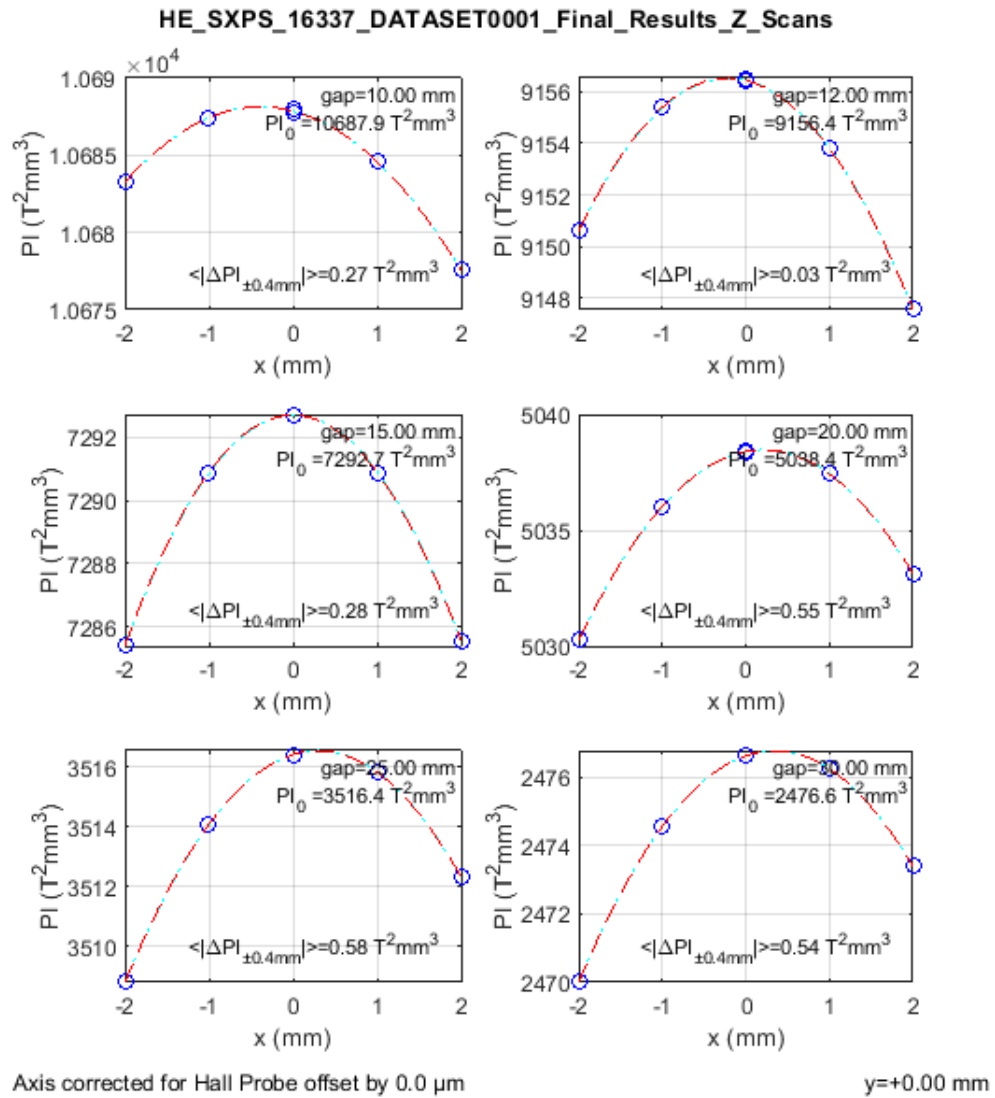 HE_SXPS_16337_DATASET0001_Final_Results_Z_Scans
×10⁴
1.069
1.0685
1.068
1.0675
PI (T²mm³)
gap=10.00 mm
PI₀ =10687.9 T²mm³
<|ΔPI±0.4mm|>=0.27 T²mm³
-2 -1 0 1 2
x (mm)
9156
9154
9152
9150
9148
PI (T²mm³)
gap=12.00 mm
PI₀ =9156.4 T²mm³
<|ΔPI±0.4mm|>=0.03 T²mm³
-2 -1 0 1 2
x (mm)
7292
7290
7288
7286
PI (T²mm³)
gap=15.00 mm
PI₀ =7292.7 T²mm³
<|ΔPI±0.4mm|>=0.28 T²mm³
-2 -1 0 1 2
x (mm)
5040
5035
5030
PI (T²mm³)
gap=20.00 mm
PI₀ =5038.4 T²mm³
<|ΔPI±0.4mm|>=0.55 T²mm³
-2 -1 0 1 2
x (mm)
3516
3514
3512
3510
PI (T²mm³)
gap=25.00 mm
PI₀ =3516.4 T²mm³
<|ΔPI±0.4mm|>=0.58 T²mm³
-2 -1 0 1 2
x (mm)
2476
2474
2472
2470
PI (T²mm³)
gap=30.00 mm
PI₀ =2476.6 T²mm³
<|ΔPI±0.4mm|>=0.54 T²mm³
-2 -1 0 1 2
x (mm)
Axis corrected for Hall Probe offset by 0.0 µm
y=+0.00 mm